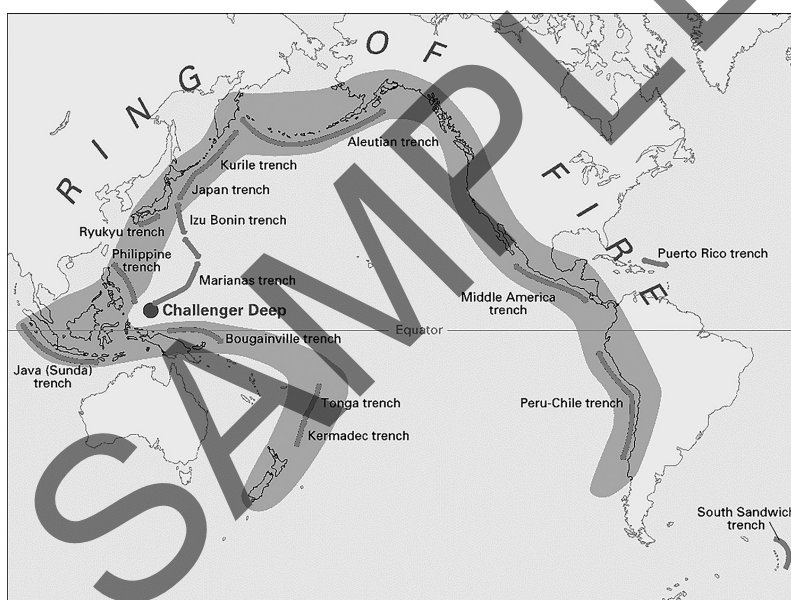 RING OF FIRE
Aleutian trench
Kurile trench
Japan trench
Izu Bonin trench
Ryukyu trench
Philippine
trench
Marianas trench
Challenger Deep
Puerto Rico trench
Middle America
trench
Equator
Bougainville trench
Java (Sunda)
trench
Tonga trench
Kermadec trench
Peru-Chile trench
South Sandwich
trench
SAMPLE